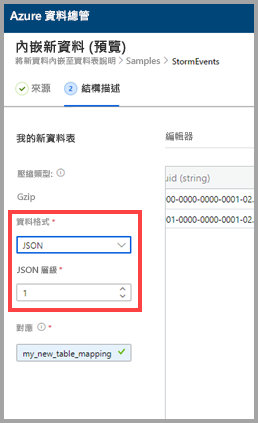 Azure 資料總管
內嵌新資料 (預覽)
將新資料內嵌至資料表說明 > Samples > StormEvents
來源
2 結構描述
我的新資料表
編輯器
壓縮類型:
uid (string)
Gzip
00-0000-0000-0001-02.
01-0000-0000-0001-02.
資料格式 *
JSON
JSON 層級 *
1
對應 *
my_new_table_mapping